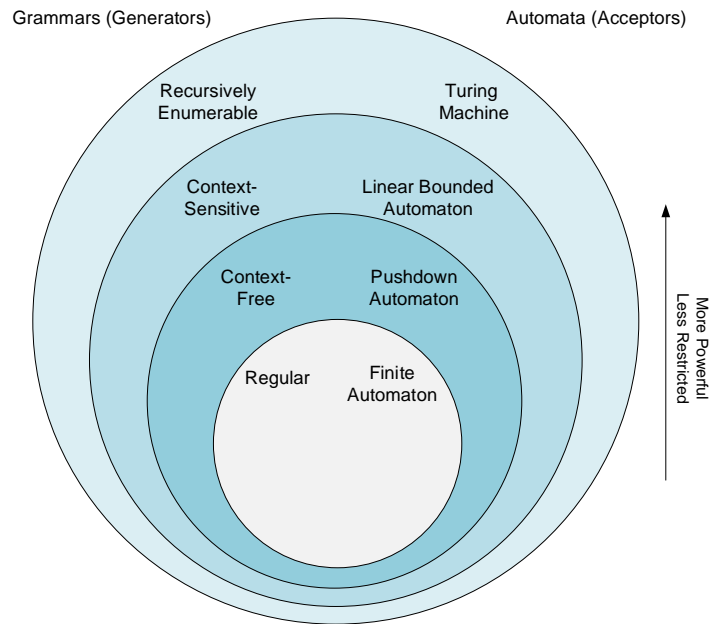 Grammars (Generators)
Automata (Acceptors)
Recursively
Enumerable
Turing
Machine
Context-
Sensitive
Linear Bounded
Automaton
Context-
Free
Pushdown
Automaton
Regular
Finite
Automaton
More Powerful
Less Restricted